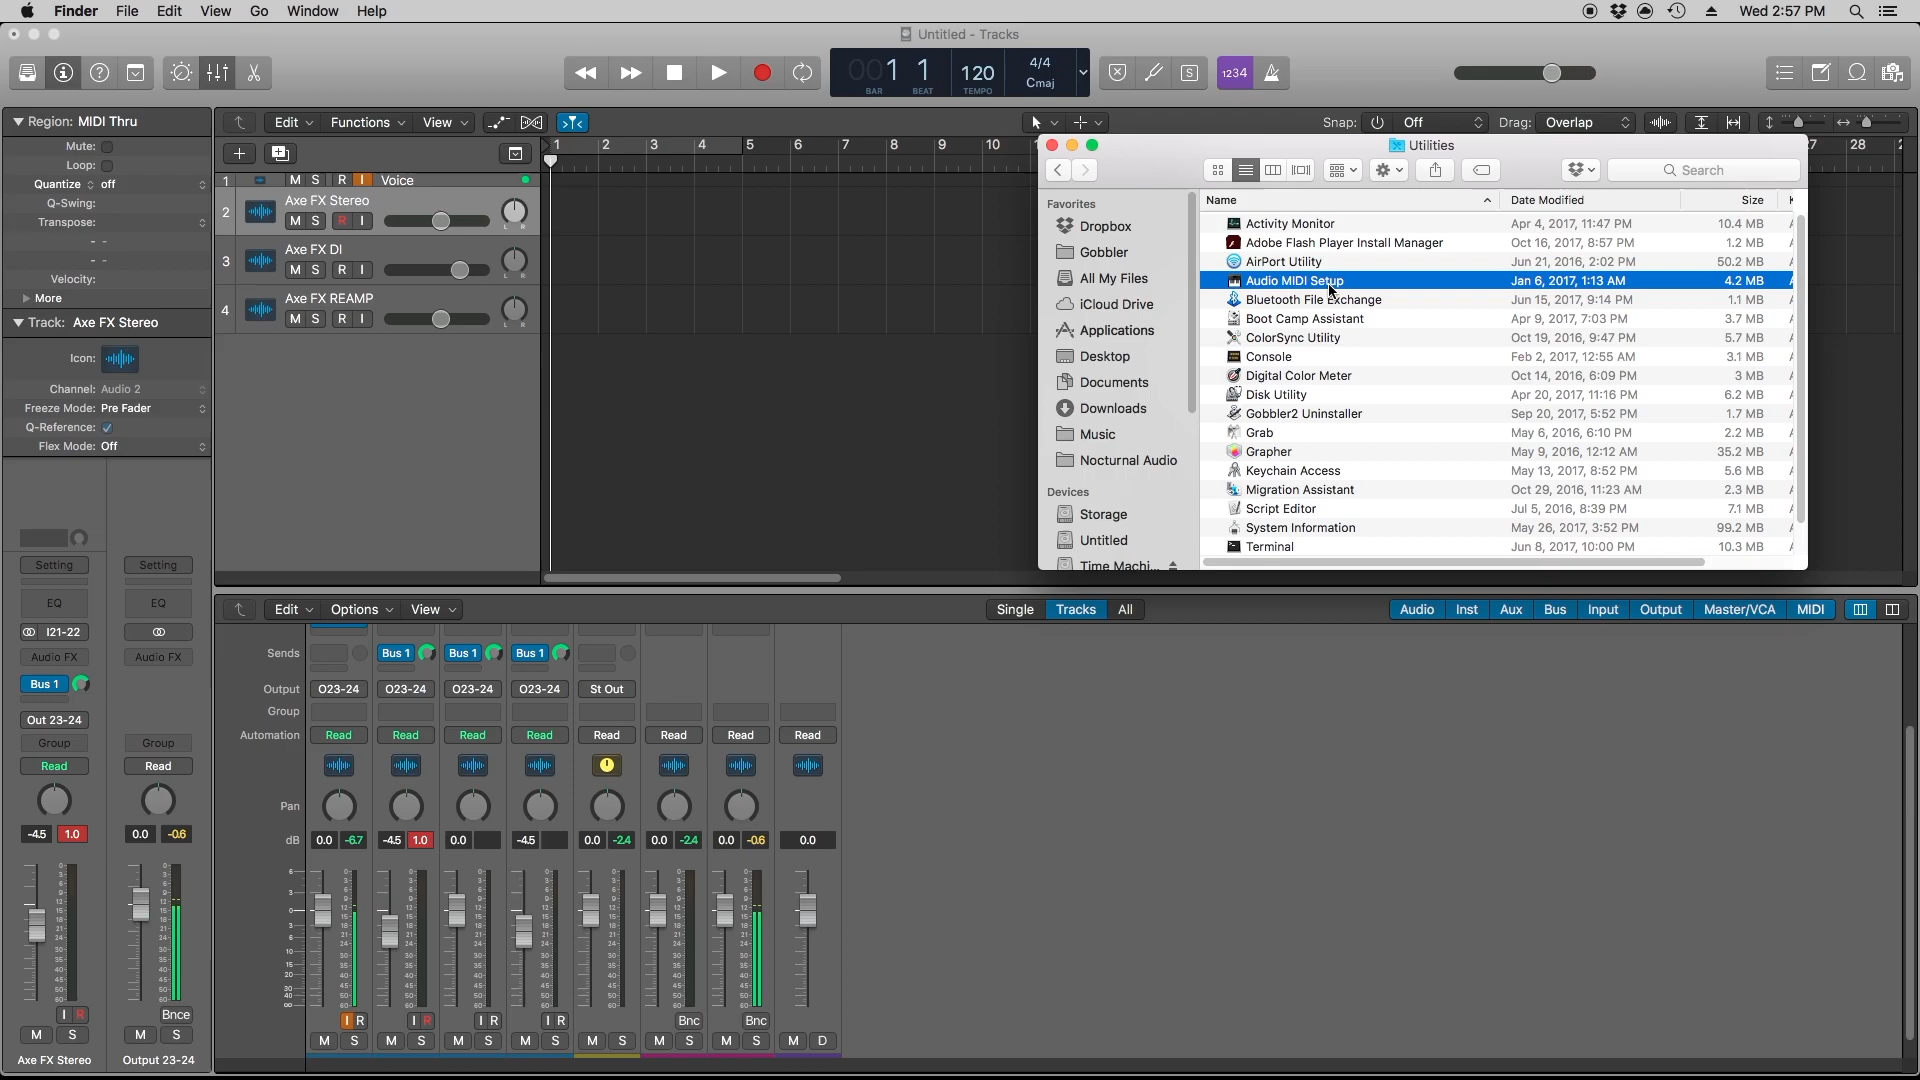 Finder File Edit View Go Window Help Wed 2:57 PM
Untitled - Tracks
001 1 120 4/4 Cmaj 1234
BAR BEAT TEMPO
Region: MIDI Thru
Edit Functions View Snap: Off Drag: Overlap
Mute:
Loop:
Quantize off
Q-Swing:
Transpose:
Velocity:
More
Track: Axe FX Stereo
Icon:
Channel: Audio 2
Freeze Mode: Pre Fader
Q-Reference:
Flex Mode: Off
1 2 3 4 5 6 7 8 9 10 28
1 M S R I Voice
2 Axe FX Stereo
M S R I
3 Axe FX DI
M S R I
4 Axe FX REAMP
M S R I
Utilities
Search
Favorites
Dropbox
Gobbler
All My Files
iCloud Drive
Applications
Desktop
Documents
Downloads
Music
Nocturnal Audio
Devices
Storage
Untitled
Time Machi...
Name Date Modified Size
Activity Monitor Apr 4, 2017, 11:47 PM 10.4 MB
Adobe Flash Player Install Manager Oct 16, 2017, 8:57 PM 1.2 MB
AirPort Utility Jun 21, 2016, 2:02 PM 50.2 MB
Audio MIDI Setup Jan 6, 2017, 1:13 AM 4.2 MB
Bluetooth File Exchange Jun 15, 2017, 9:14 PM 1.1 MB
Boot Camp Assistant Apr 9, 2017, 7:03 PM 3.7 MB
ColorSync Utility Oct 19, 2016, 9:47 PM 5.7 MB
Console Feb 2, 2017, 12:55 AM 3.1 MB
Digital Color Meter Oct 14, 2016, 6:09 PM 3 MB
Disk Utility Apr 20, 2017, 11:16 PM 6.2 MB
Gobbler2 Uninstaller Sep 20, 2017, 5:52 PM 1.7 MB
Grab May 6, 2016, 6:10 PM 2.2 MB
Grapher May 9, 2016, 12:12 AM 35.2 MB
Keychain Access May 13, 2017, 8:52 PM 5.6 MB
Migration Assistant Oct 29, 2016, 11:23 AM 2.3 MB
Script Editor Jul 5, 2016, 8:39 PM 7.1 MB
System Information May 26, 2017, 3:52 PM 99.2 MB
Terminal Jun 8, 2017, 10:00 PM 10.3 MB
Setting Setting
EQ EQ
I21-22
Audio FX Audio FX
Bus 1
Out 23-24
Group Group
Read Read
-4.5 1.0 0.0 -0.6
I R Bnce
M S M S
Axe FX Stereo Output 23-24
Edit Options View Single Tracks All Audio Inst Aux Bus Input Output Master/VCA MIDI
Sends Bus 1 Bus 1 Bus 1
Output O23-24 O23-24 O23-24 O23-24 St Out
Group
Automation Read Read Read Read Read Read Read Read
Pan
dB 0.0 -6.7 -4.5 1.0 0.0 -4.5 0.0 -2.4 0.0 -2.4 0.0 -0.6 0.0
I R I R I R I R Bnc Bnc
M S M S M S M S M S M S M S M D